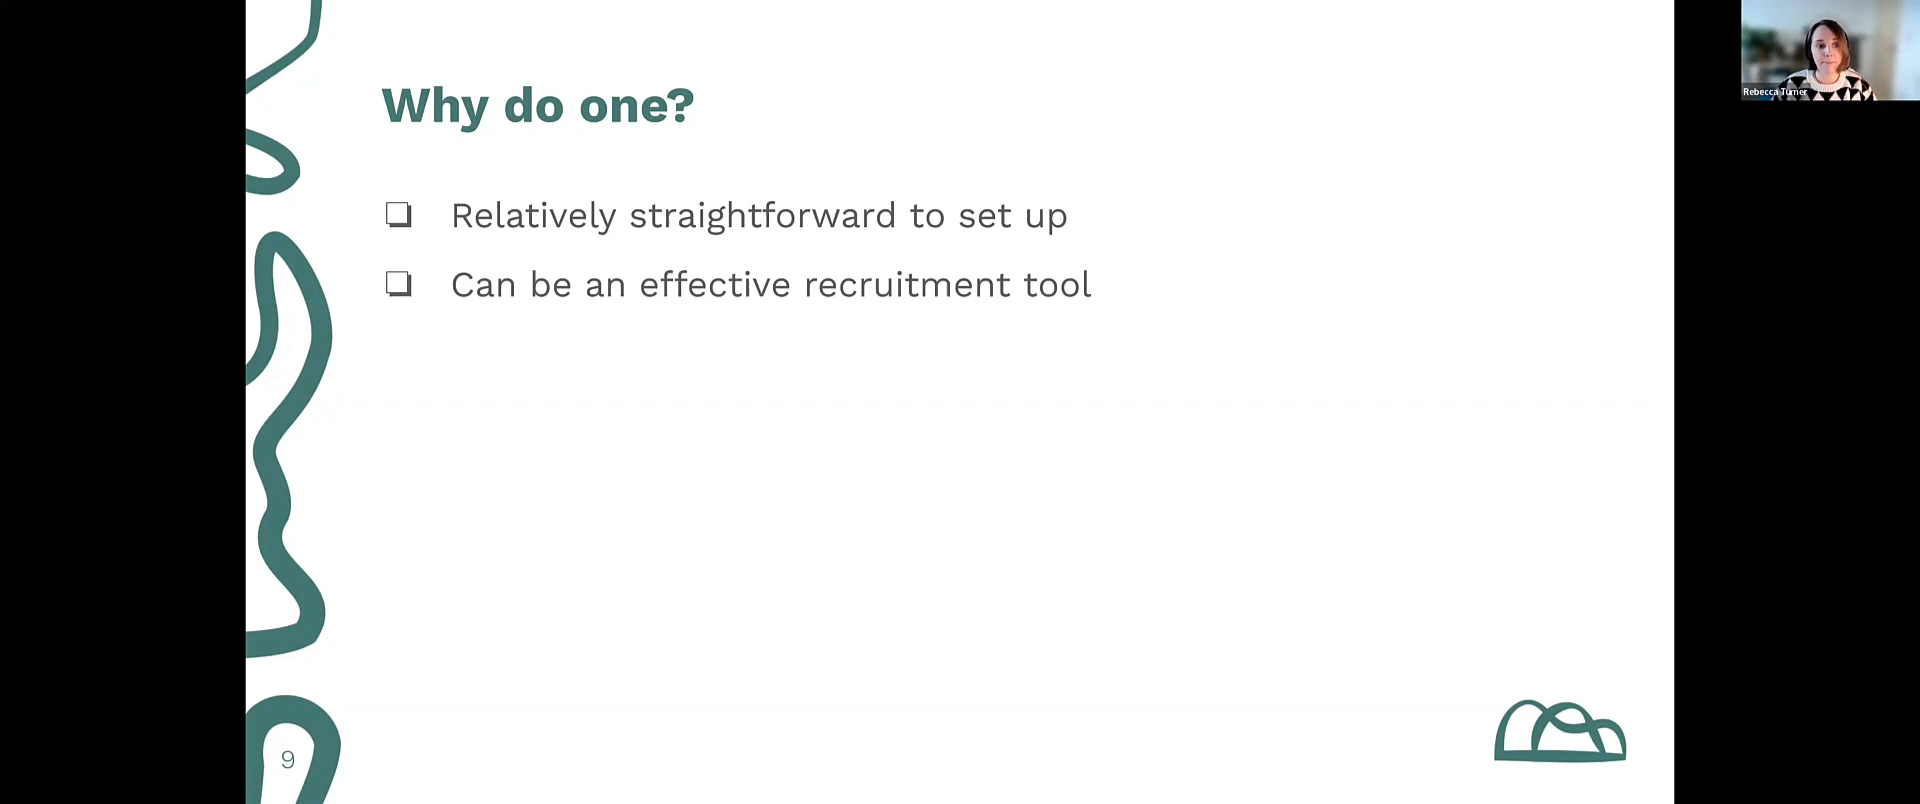 Why do one?
Relatively straightforward to set up
Can be an effective recruitment tool
9
Rebecca Turner